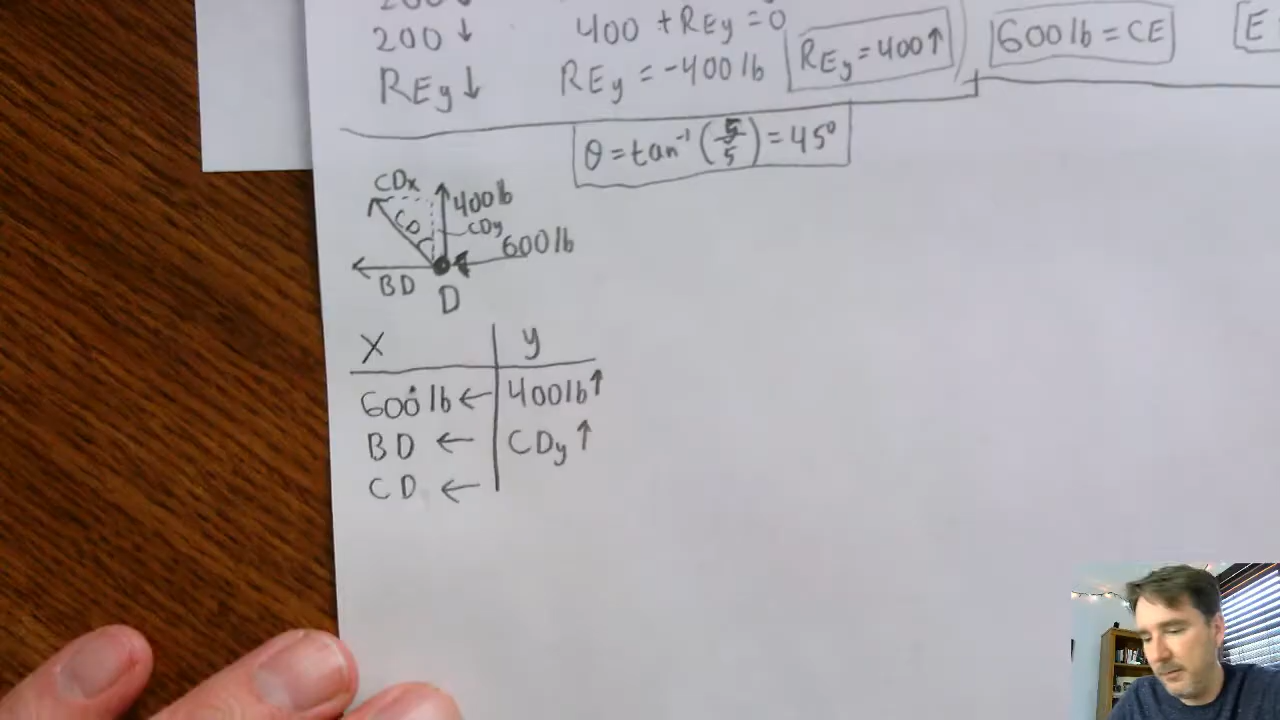 200 ↓
200 ↓
REy ↓
400 + REy = 0
REy = -400 lb
REy = 400 ↑
600 lb = CE
E
θ = tan⁻¹ (5/5) = 45°
CDx
400 lb
CD
CDy
600 lb
BD
D
X y
600 lb ← 400 lb ↑
BD ← CDy ↑
CD ←